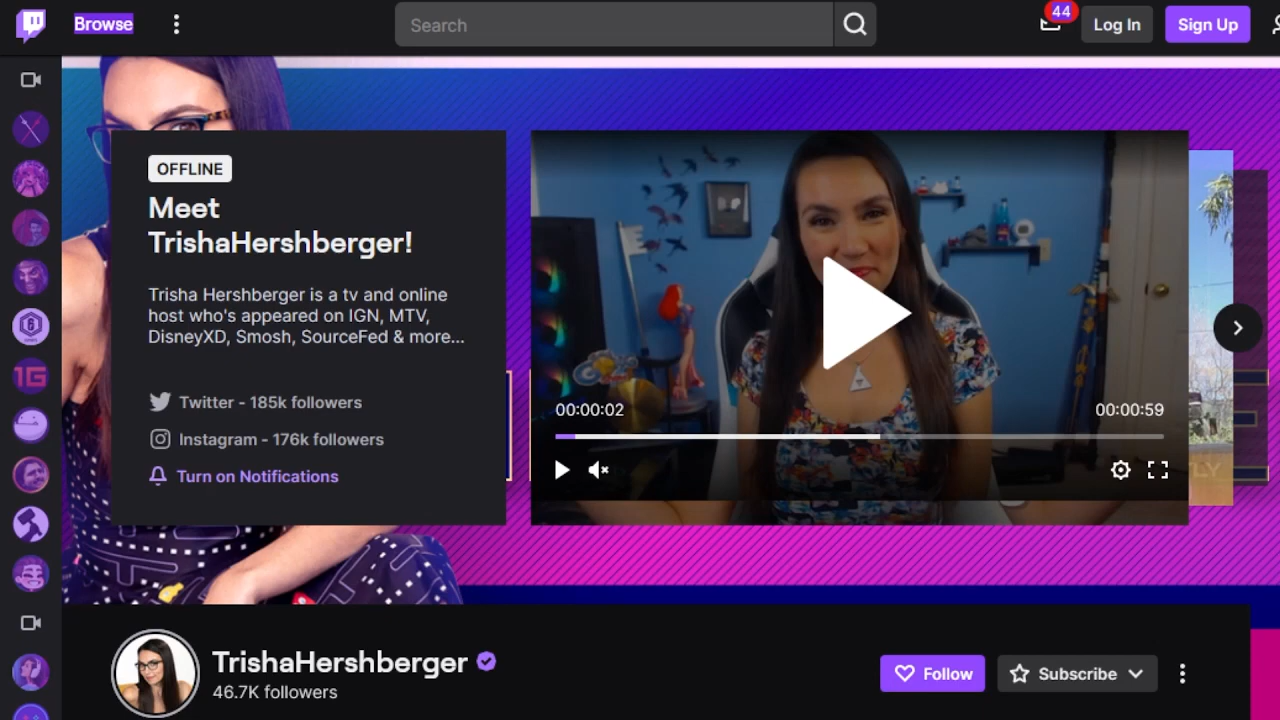 Browse
Search
44
Log In
Sign Up
OFFLINE
Meet
TrishaHershberger!
Trisha Hershberger is a tv and online
host who's appeared on IGN, MTV,
DisneyXD, Smosh, SourceFed & more...
Twitter - 185k followers
Instagram - 176k followers
Turn on Notifications
00:00:02
00:00:59
1G
TrishaHershberger
46.7K followers
Follow
Subscribe